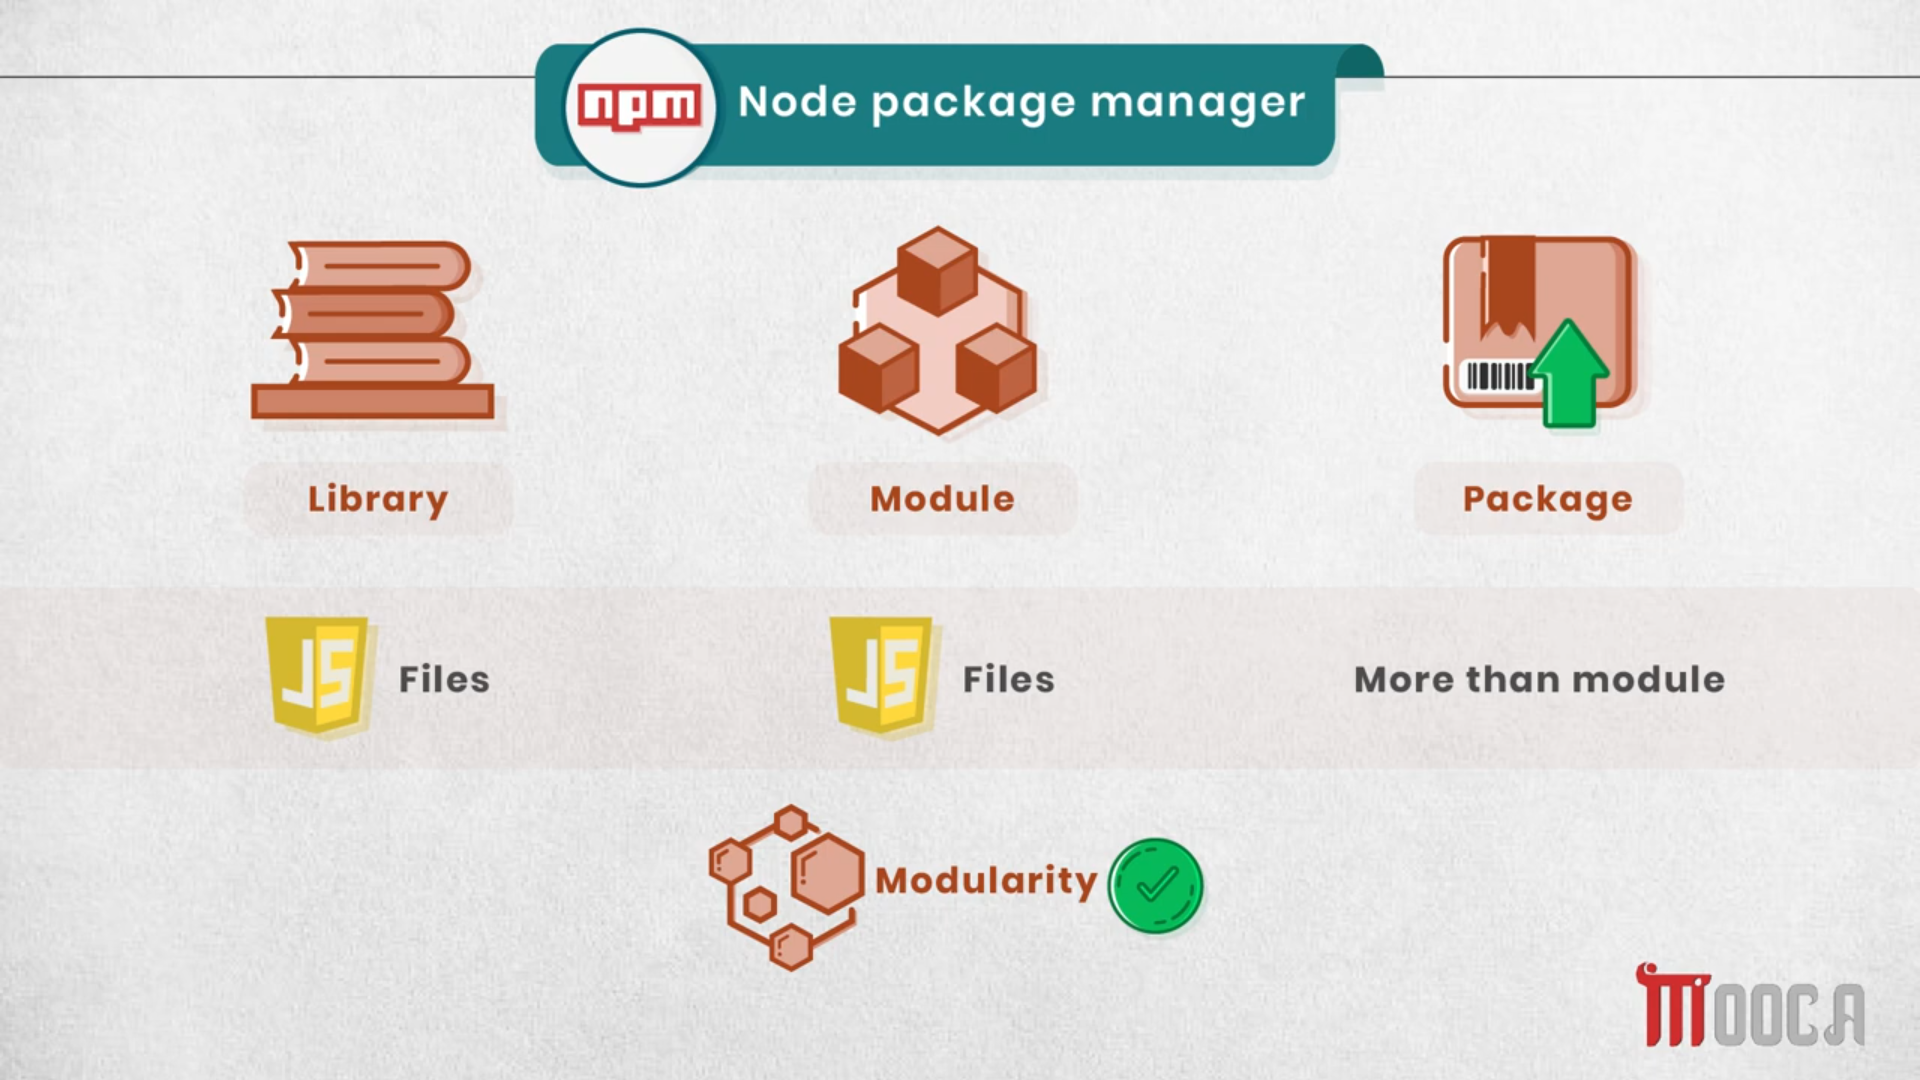 npm
Node package manager
Library
Module
Package
JS Files
JS Files
More than module
Modularity
MOOCA